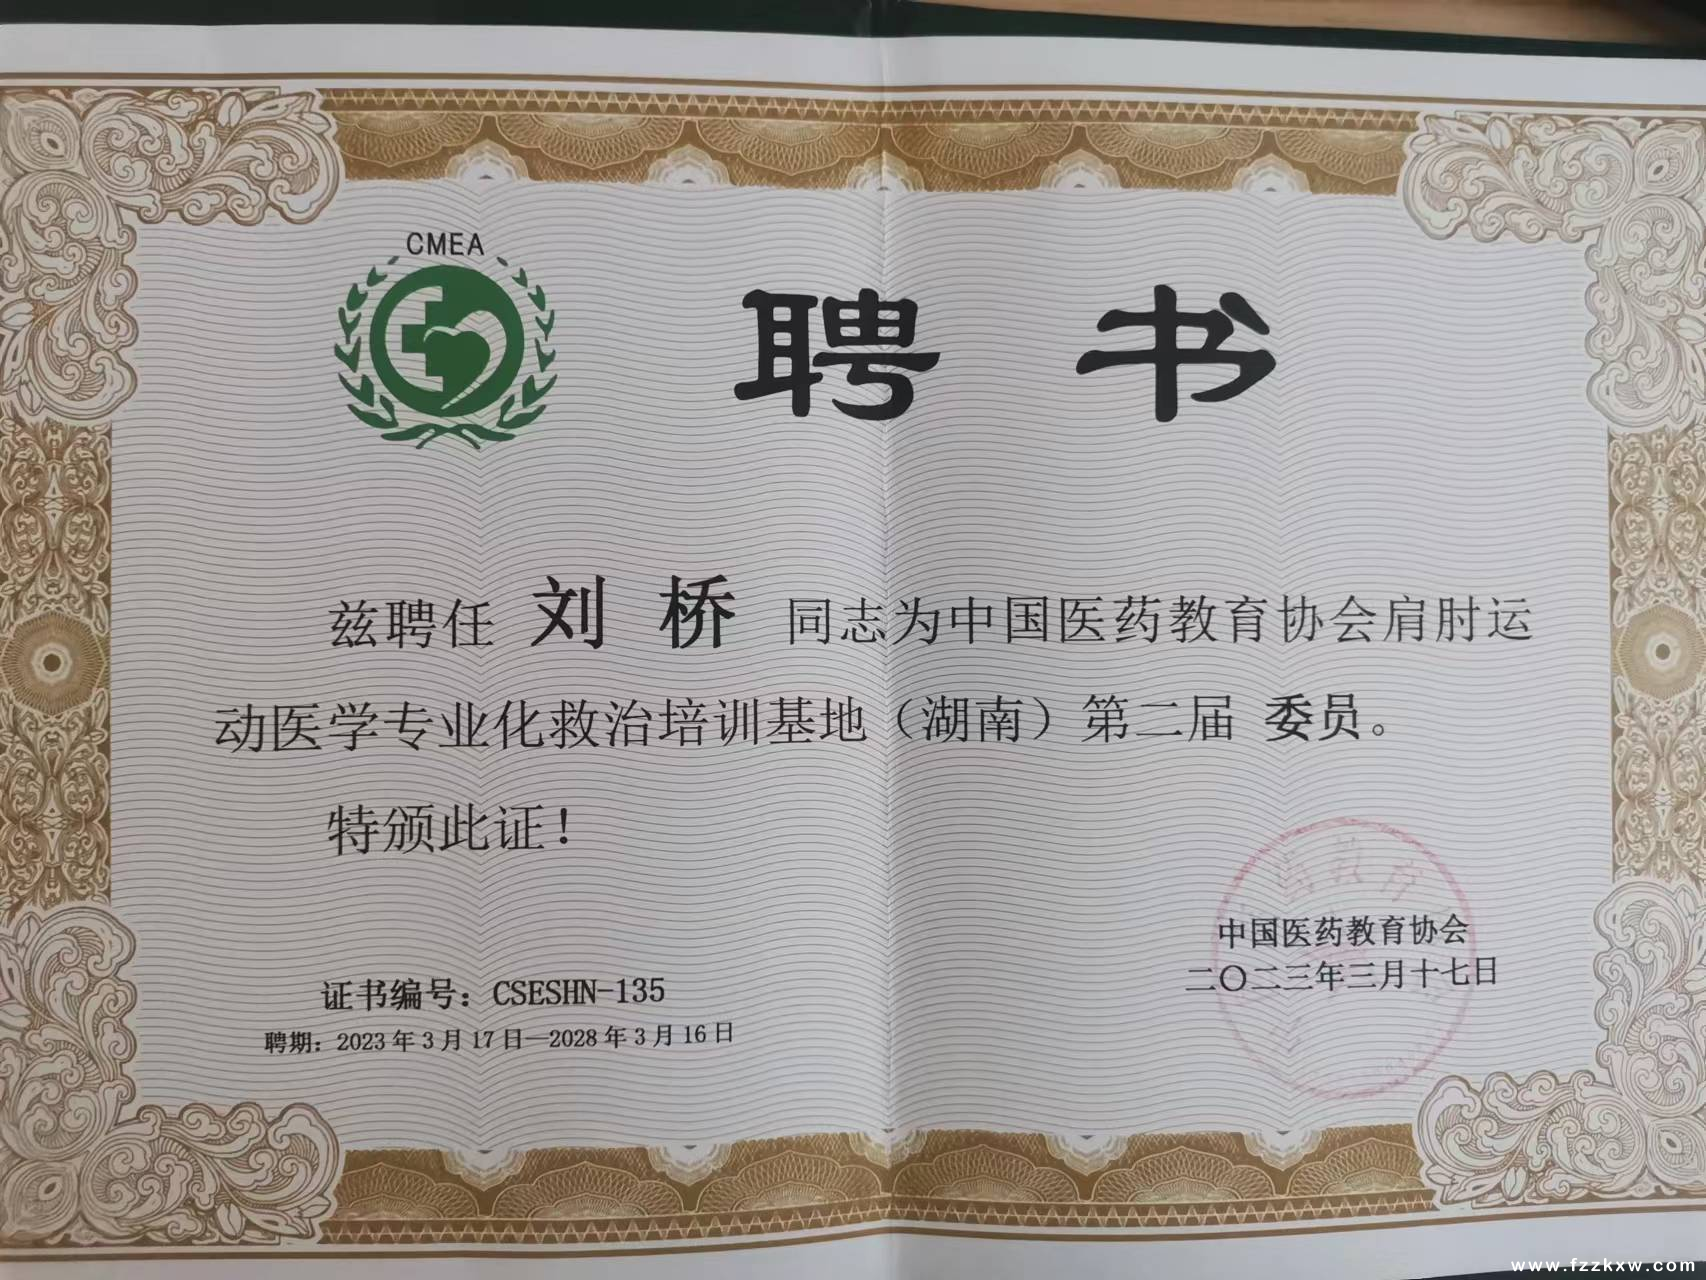 CMEA
聘 书
兹聘任 刘 桥 同志为中国医药教育协会肩肘运
动医学专业化救治培训基地（湖南）第二届 委员。
特颁此证！
中国医药教育协会
二〇二三年三月十七日
证书编号：CSESHN-135
聘期：2023年3月17日—2028年3月16日
www.fzzkxw.com